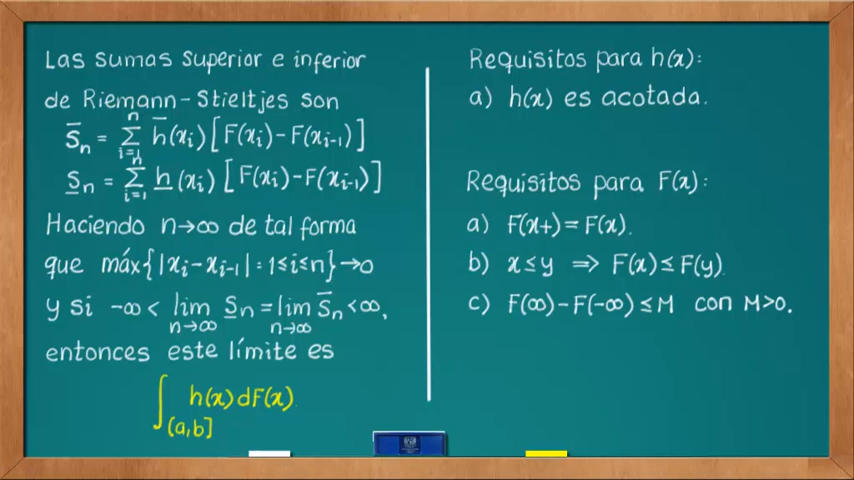 Las sumas superior e inferior
de Riemann-Stieltjes son
S̅ₙ = Σᵢ₌₁ⁿ h̅(xᵢ)[F(xᵢ)-F(xᵢ₋₁)]
S̲ₙ = Σᵢ₌₁ⁿ h̲(xᵢ)[F(xᵢ)-F(xᵢ₋₁)]
Haciendo n→∞ de tal forma
que máx{|xᵢ-xᵢ₋₁|:1≤i≤n}→0
y si -∞ < lim_{n→∞} S̲ₙ = lim_{n→∞} S̅ₙ < ∞,
entonces este límite es
∫_{(a,b]} h(x)dF(x).
Requisitos para h(x):
a) h(x) es acotada.
Requisitos para F(x):
a) F(x+)=F(x).
b) x≤y ⇒ F(x)≤F(y).
c) F(∞)-F(-∞)≤M con M>0.